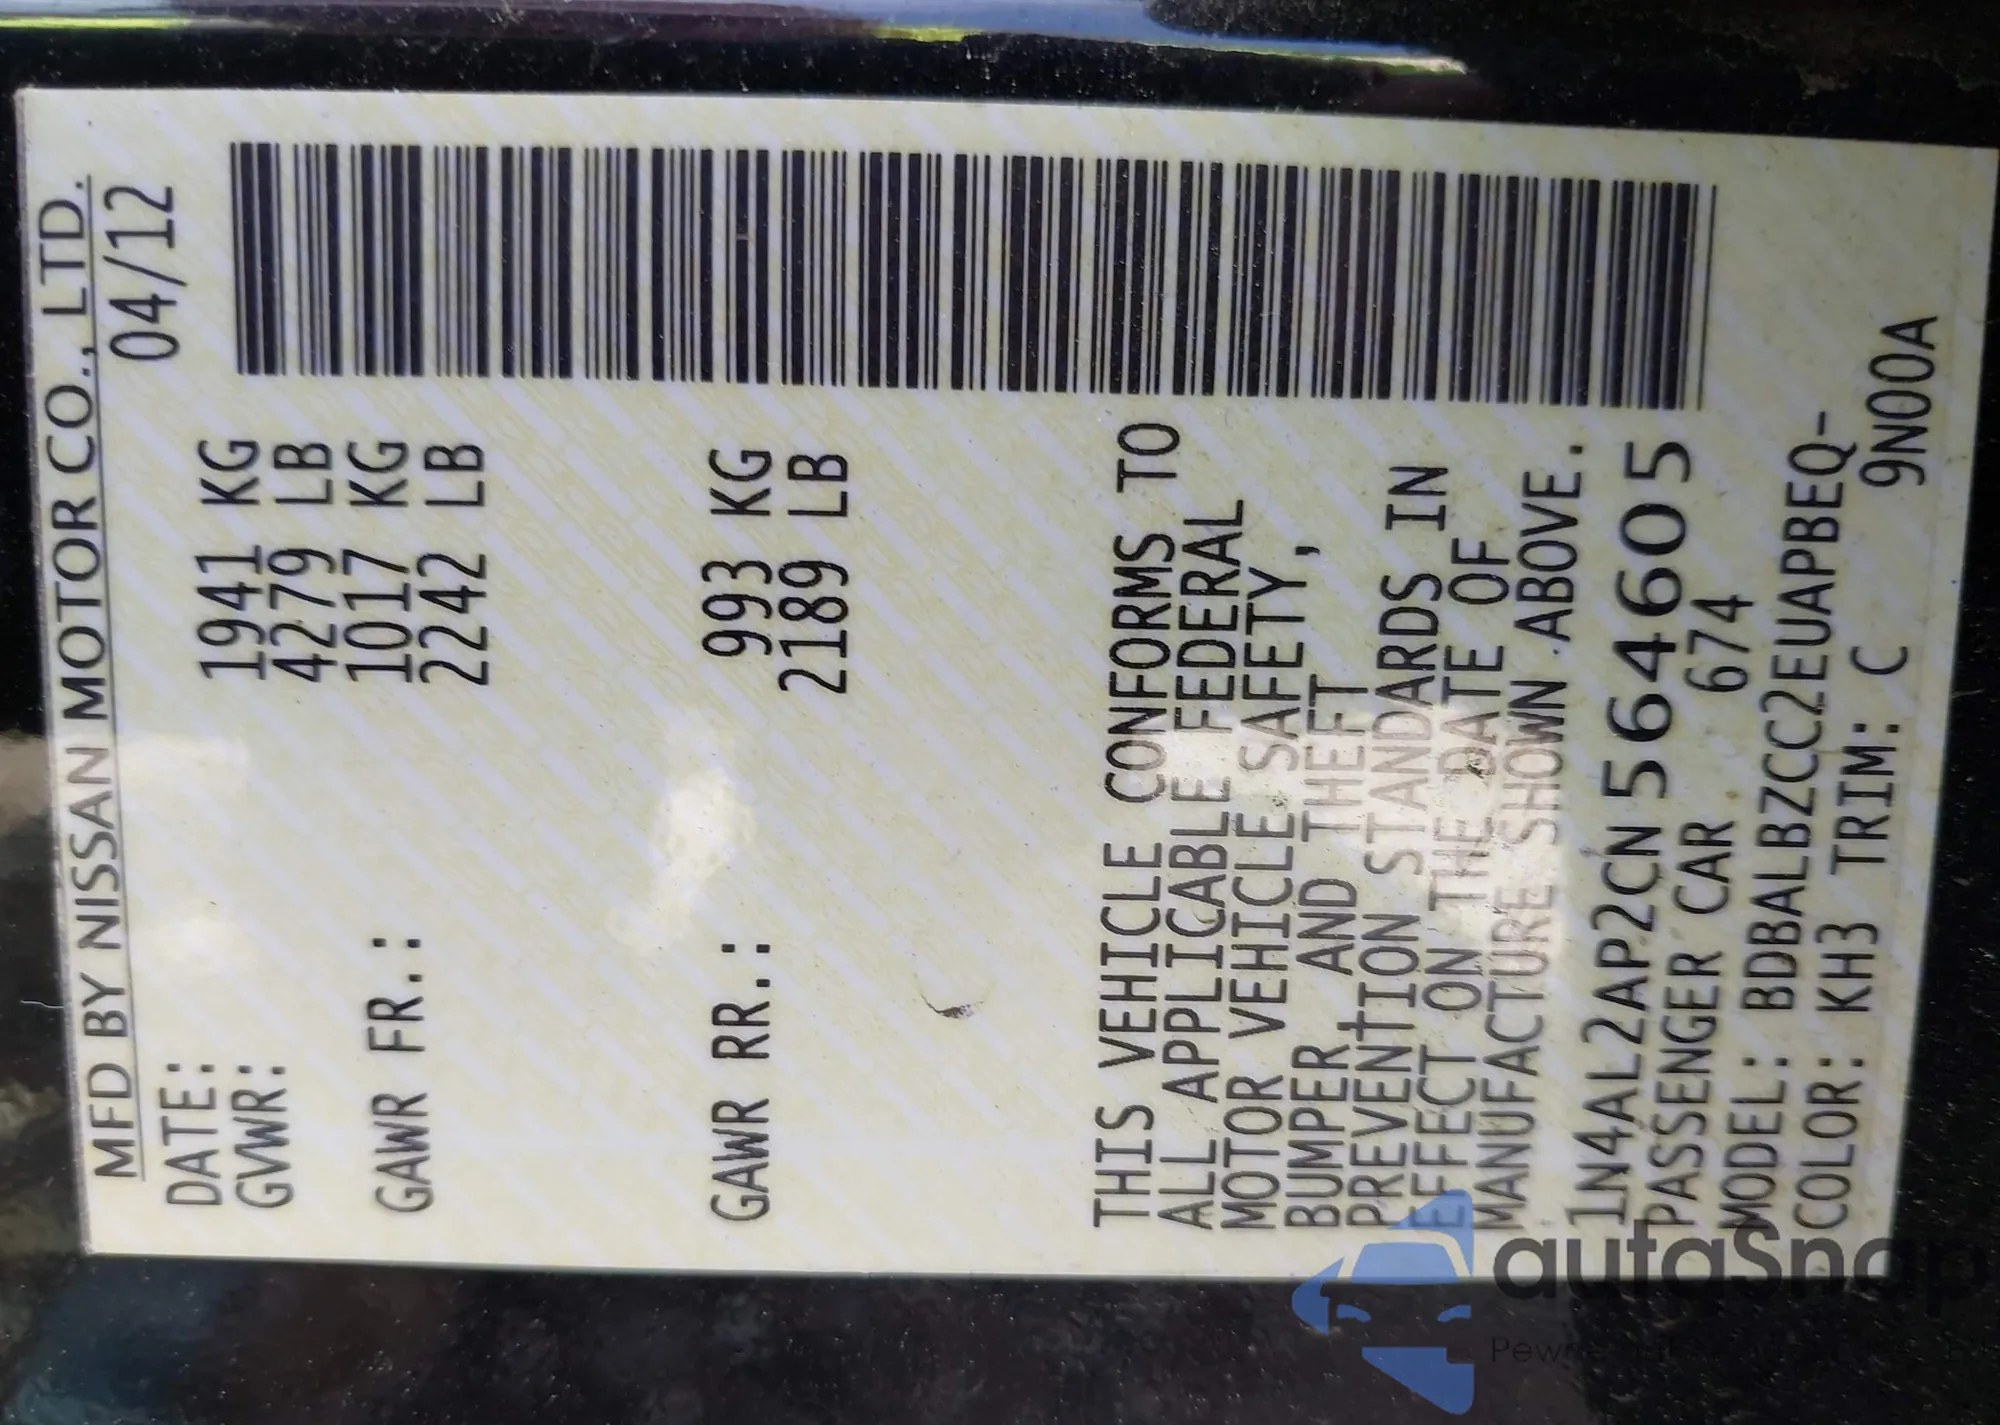 MFD BY NISSAN MOTOR CO., LTD.
DATE: 04/12
GVWR: 1941 KG
4279 LB
GAWR FR.: 1017 KG
2242 LB
GAWR RR.: 993 KG
2189 LB
THIS VEHICLE CONFORMS TO
ALL APPLICABLE FEDERAL
MOTOR VEHICLE SAFETY,
BUMPER AND THEFT
PREVENTION STANDARDS IN
EFFECT ON THE DATE OF
MANUFACTURE SHOWN ABOVE.
1N4AL2AP2CN 564605
PASSENGER CAR 674
MODEL: BDBALBZCC2EUAPBEQ-
COLOR: KH3 TRIM: C 9N00A
autaSnap